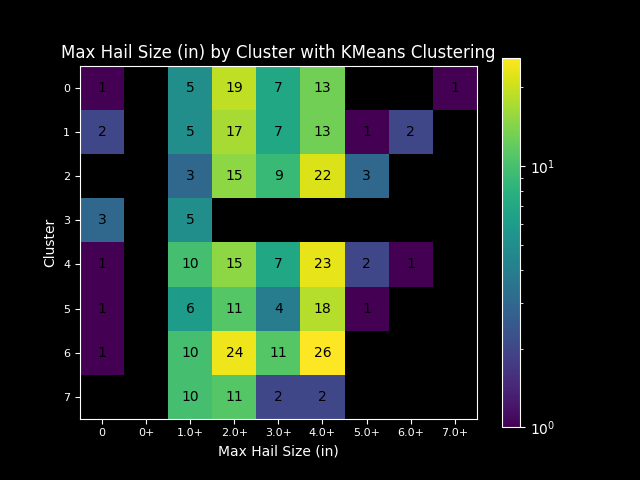 Max Hail Size (in) by Cluster with KMeans Clustering
0 1 5 19 7 13 1
1 2 5 17 7 13 1 2
2 3 15 9 22 3
3 3 5
4 1 10 15 7 23 2 1
5 1 6 11 4 18 1
6 1 10 24 11 26
7 10 11 2 2
0 0+ 1.0+ 2.0+ 3.0+ 4.0+ 5.0+ 6.0+ 7.0+
Max Hail Size (in)
Cluster
10¹
10⁰